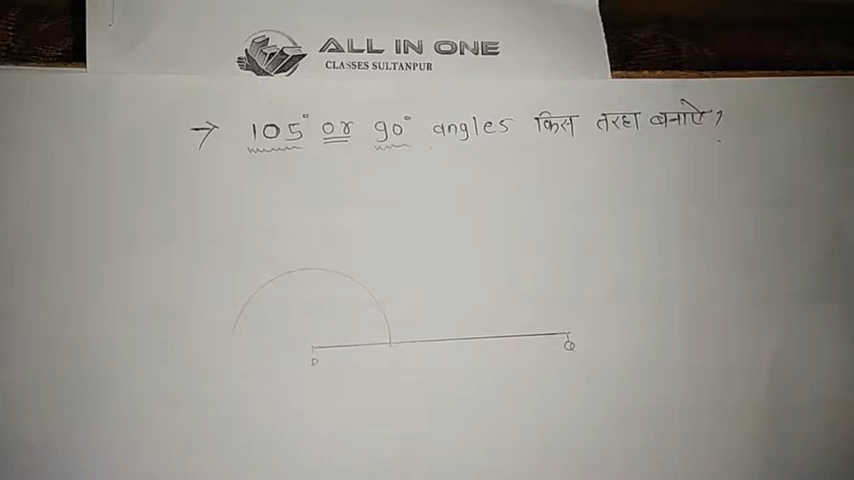 ALL IN ONE
CLASSES SULTANPUR
→ 105° or 90° angles किस तरहा बनाऐ?
P
Q